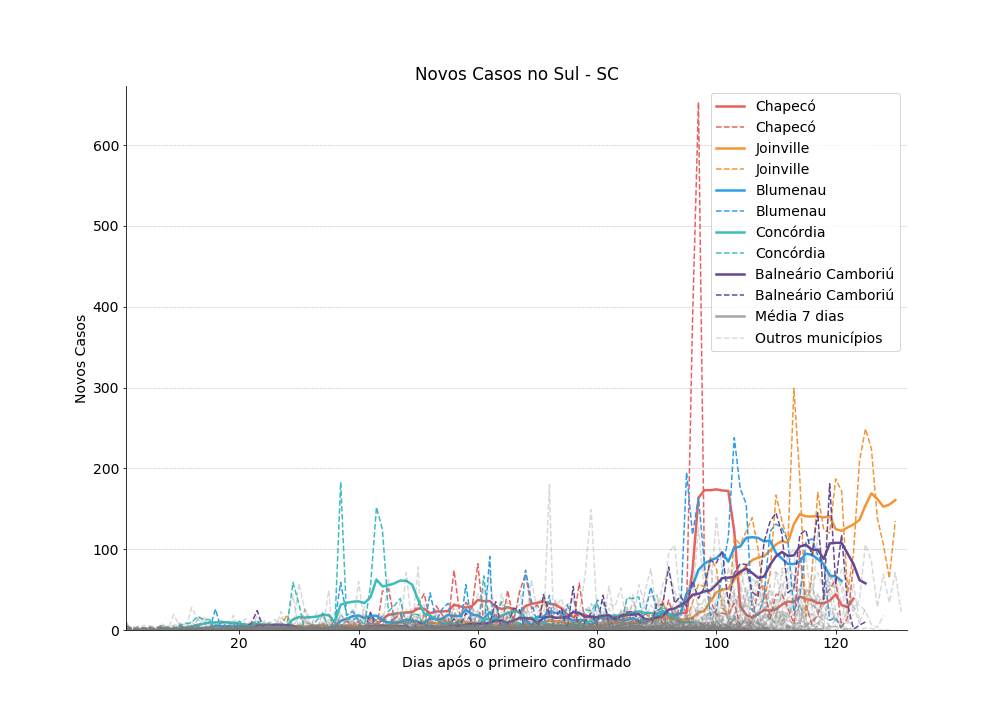 Novos Casos no Sul - SC
Novos Casos
600
500
400
300
200
100
0
20
40
60
80
100
120
Dias após o primeiro confirmado
Chapecó
Chapecó
Joinville
Joinville
Blumenau
Blumenau
Concórdia
Concórdia
Balneário Camboriú
Balneário Camboriú
Média 7 dias
Outros municípios